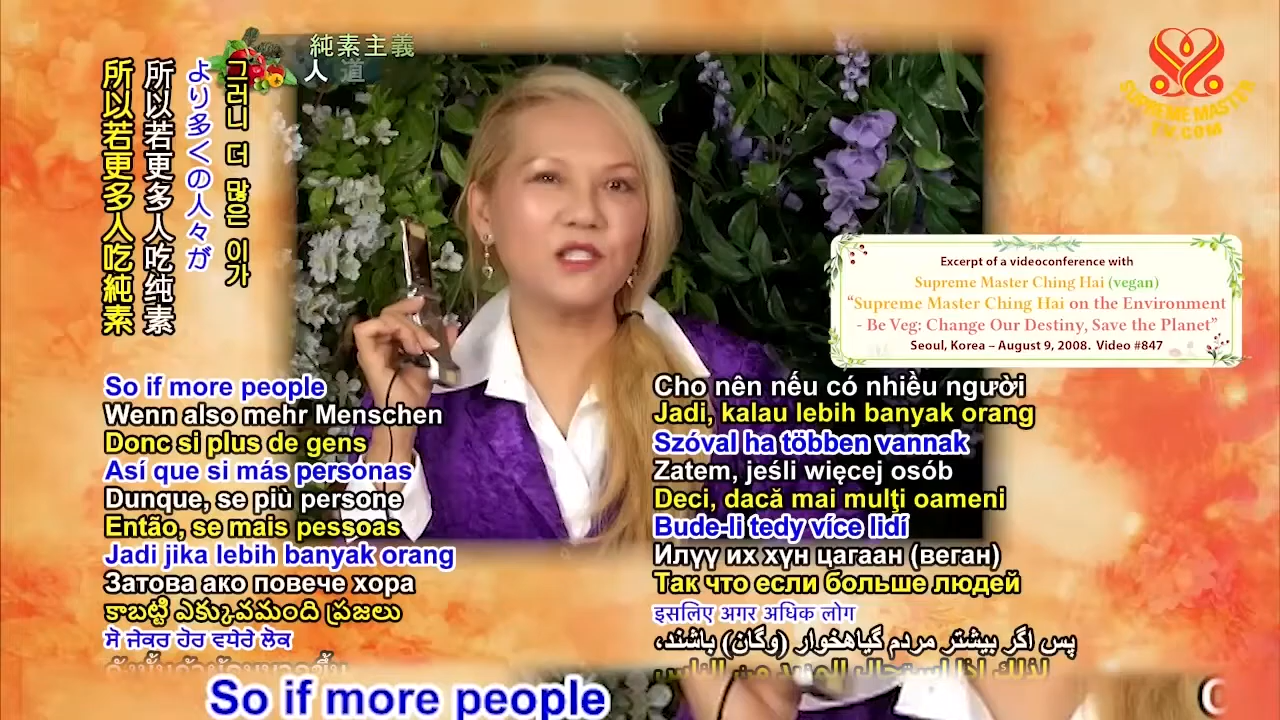 純素主義
人道
SUPREME MASTER
TV.COM
所以若更多人吃純素
所以若更多人吃纯素
より多くの人々が
그러니 더 많은 이가
Excerpt of a videoconference with
Supreme Master Ching Hai (vegan)
“Supreme Master Ching Hai on the Environment
- Be Veg: Change Our Destiny, Save the Planet”
Seoul, Korea – August 9, 2008. Video #847
So if more people
Wenn also mehr Menschen
Donc si plus de gens
Así que si más personas
Dunque, se più persone
Então, se mais pessoas
Jadi jika lebih banyak orang
Затова ако повече хора
కాబట్టి ఎక్కువమంది ప్రజలు
ਸੋ ਜੇਕਰ ਹੋਰ ਵਧੇਰੇ ਲੋਕ
Cho nên nếu có nhiều người
Jadi, kalau lebih banyak orang
Szóval ha többen vannak
Zatem, jeśli więcej osób
Deci, dacă mai mulţi oameni
Bude-li tedy více lidí
Илүү их хүн цагаан (веган)
Так что если больше людей
इसलिए अगर अधिक लोग
پس اگر بیشتر مردم گیاهخوار (وگان) باشند،
So if more people